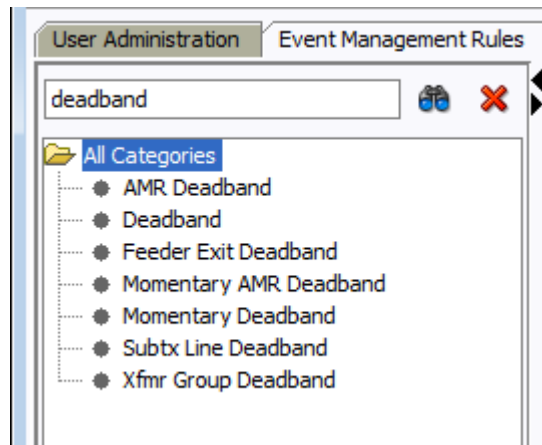 User Administration
Event Management Rules
deadband
All Categories
AMR Deadband
Deadband
Feeder Exit Deadband
Momentary AMR Deadband
Momentary Deadband
Subtx Line Deadband
Xfmr Group Deadband